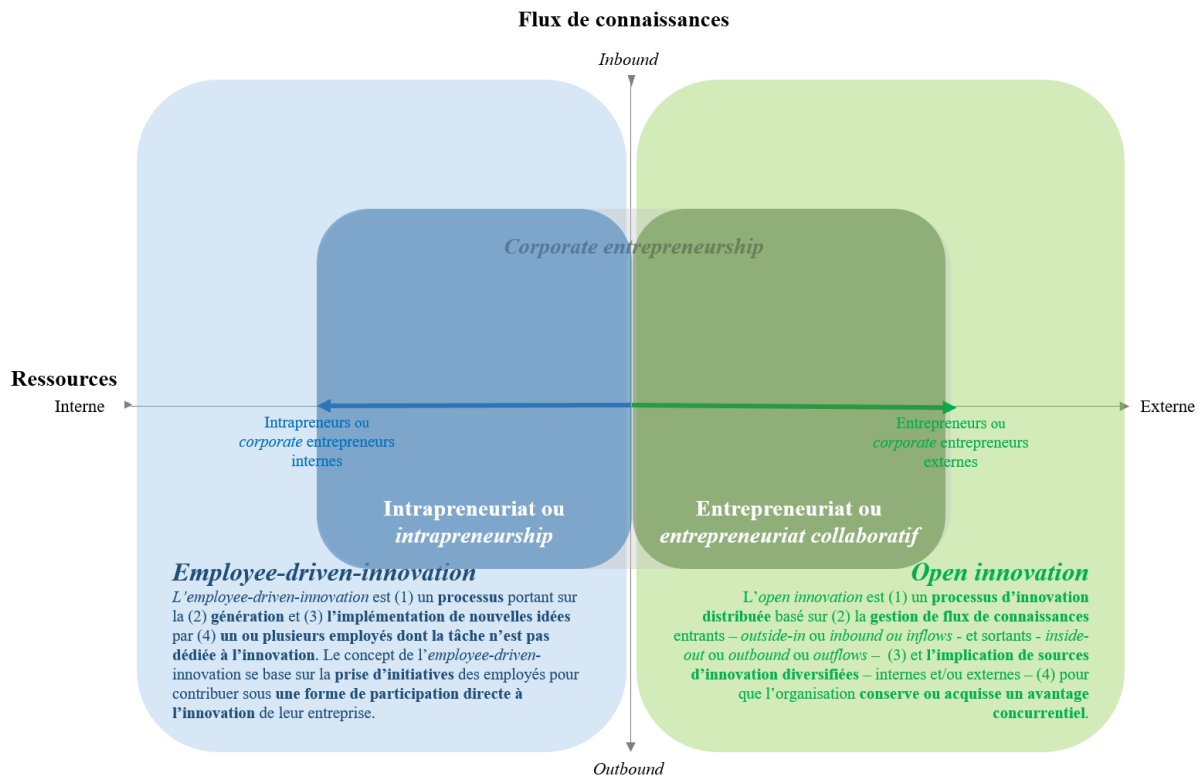 Flux de connaissances
Inbound
Corporate entrepreneurship
Ressources
Interne
Externe
Intrapreneurs ou
corporate entrepreneurs
internes
Entrepreneurs ou
corporate entrepreneurs
externes
Intrapreneuriat ou
intrapreneurship
Entrepreneuriat ou
entrepreneuriat collaboratif
Employee-driven-innovation
L'employee-driven-innovation est (1) un processus portant sur
la (2) génération et (3) l'implémentation de nouvelles idées
par (4) un ou plusieurs employés dont la tâche n'est pas
dédiée à l'innovation. Le concept de l'employee-driven-
innovation se base sur la prise d'initiatives des employés pour
contribuer sous une forme de participation directe à
l'innovation de leur entreprise.
Open innovation
L'open innovation est (1) un processus d'innovation
distribuée basé sur (2) la gestion de flux de connaissances
entrants – outside-in ou inbound ou inflows - et sortants - inside-
out ou outbound ou outflows – (3) et l'implication de sources
d'innovation diversifiées – internes et/ou externes – (4) pour
que l'organisation conserve ou acquisse un avantage
concurrentiel.
Outbound